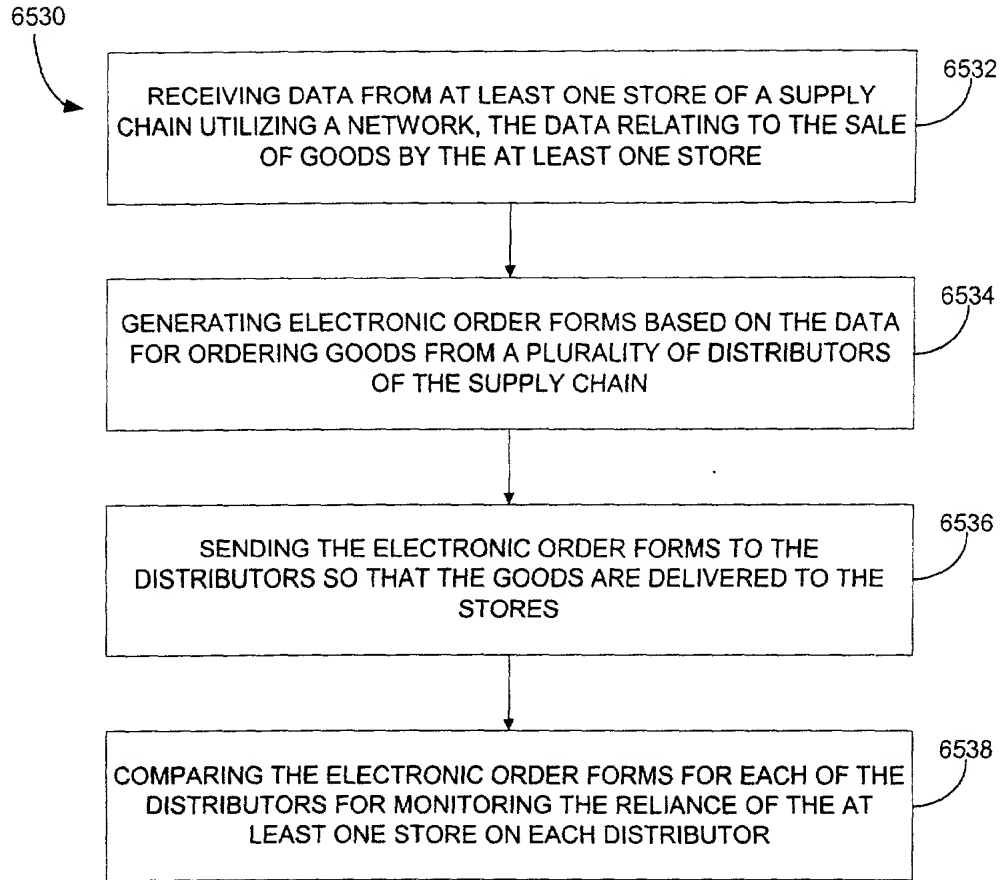 6530
6532
RECEIVING DATA FROM AT LEAST ONE STORE OF A SUPPLY
CHAIN UTILIZING A NETWORK, THE DATA RELATING TO THE SALE
OF GOODS BY THE AT LEAST ONE STORE
6534
GENERATING ELECTRONIC ORDER FORMS BASED ON THE DATA
FOR ORDERING GOODS FROM A PLURALITY OF DISTRIBUTORS
OF THE SUPPLY CHAIN
6536
SENDING THE ELECTRONIC ORDER FORMS TO THE
DISTRIBUTORS SO THAT THE GOODS ARE DELIVERED TO THE
STORES
6538
COMPARING THE ELECTRONIC ORDER FORMS FOR EACH OF THE
DISTRIBUTORS FOR MONITORING THE RELIANCE OF THE AT
LEAST ONE STORE ON EACH DISTRIBUTOR